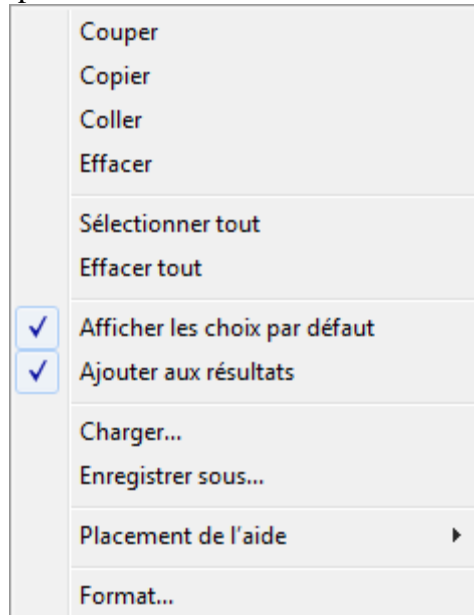 Couper
Copier
Coller
Effacer
Sélectionner tout
Effacer tout
Afficher les choix par défaut
Ajouter aux résultats
Charger...
Enregistrer sous...
Placement de l'aide
Format...